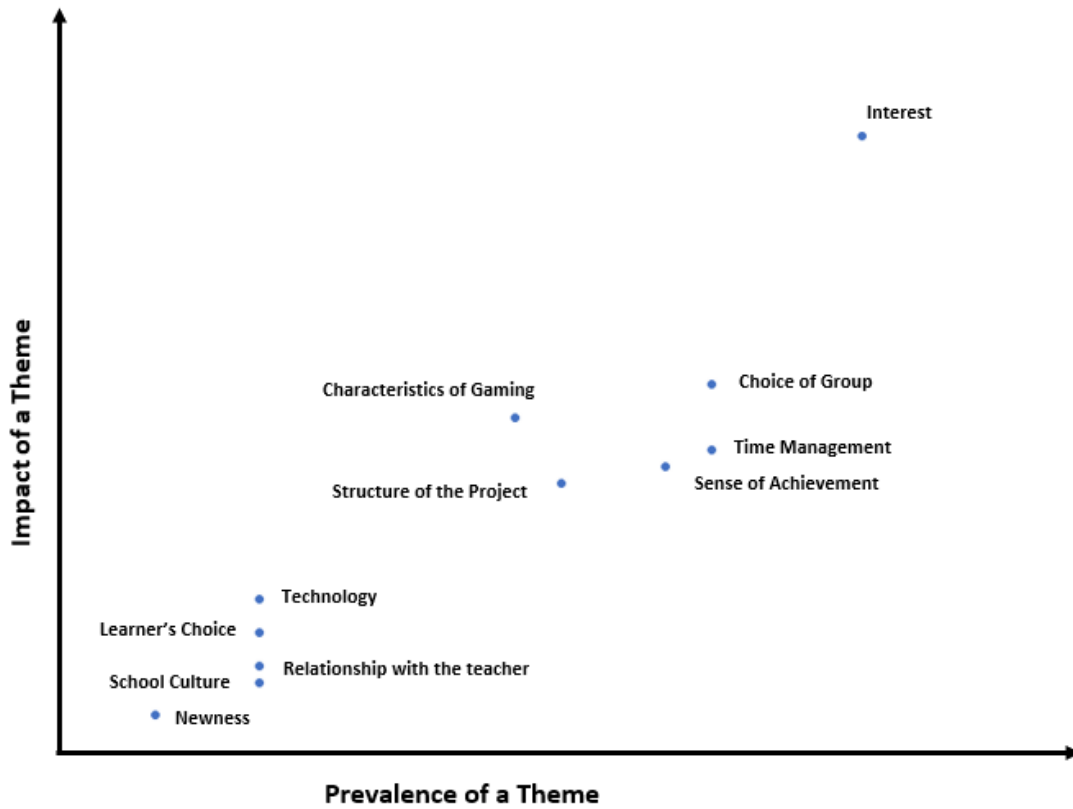 Interest
Choice of Group
Characteristics of Gaming
Time Management
Sense of Achievement
Structure of the Project
Technology
Learner's Choice
Relationship with the teacher
School Culture
Newness
Impact of a Theme
Prevalence of a Theme